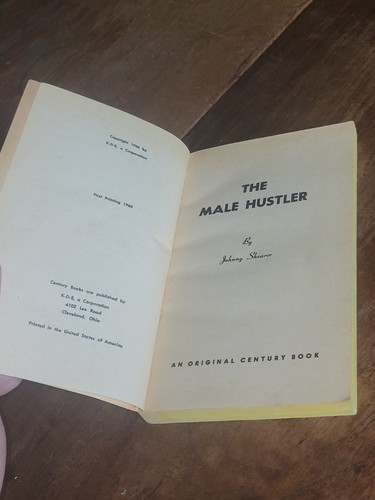 Copyright 1966 by
K.D.S, a Corporation
First Printing 1966
Century Books are published by
K.D.S, a Corporation
4102 Lee Road
Cleveland, Ohio
Printed in the United States of America
THE
MALE HUSTLER
By
Johnny Shearer
AN ORIGINAL CENTURY BOOK